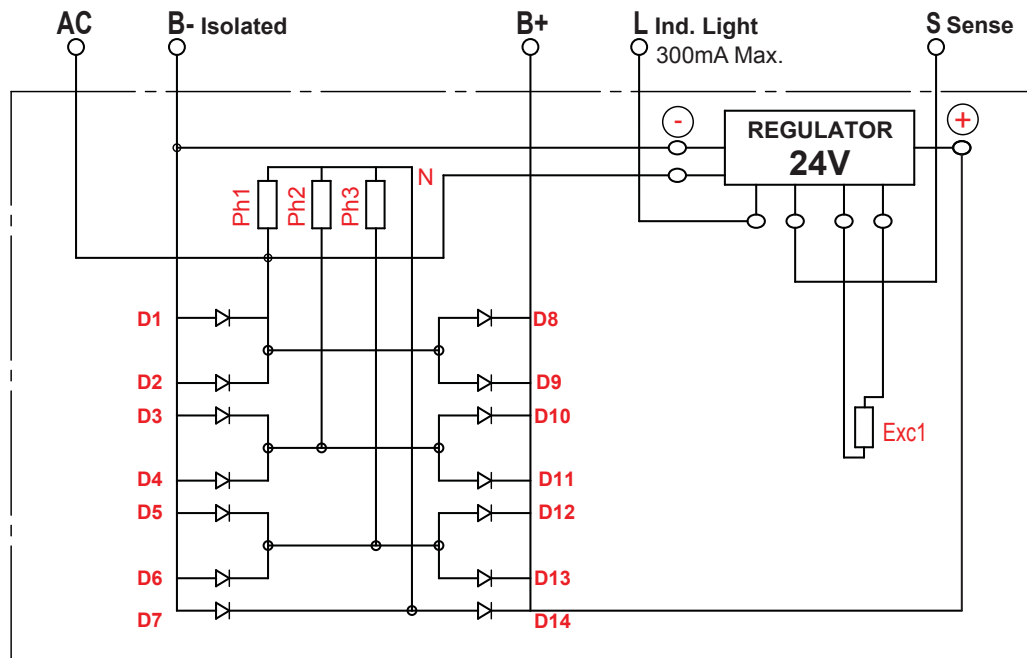 AC
B- Isolated
B+
L Ind. Light
300mA Max.
S Sense
-
REGULATOR
24V
+
Ph1
Ph2
Ph3
N
D1
D8
D2
D9
D3
D10
Exc1
D4
D11
D5
D12
D6
D13
D7
D14